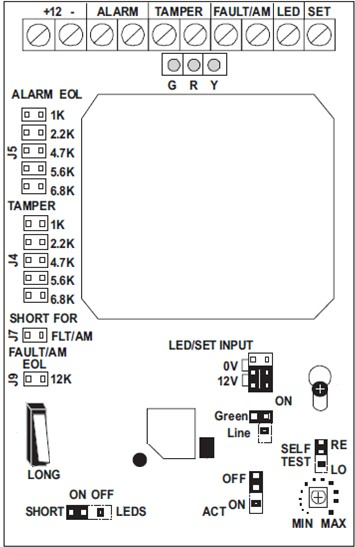 +12 - ALARM TAMPER FAULT/AM LED SET
G R Y
ALARM EOL
J5
1K
2.2K
4.7K
5.6K
6.8K
TAMPER
J4
1K
2.2K
4.7K
5.6K
6.8K
SHORT FOR
J7 FLT/AM
FAULT/AM
EOL
J9 12K
LED/SET INPUT
0V
12V
ON
Green
Line
SELF
TEST
RE
LO
LONG
ON OFF
SHORT LEDS
OFF
ACT ON
MIN MAX